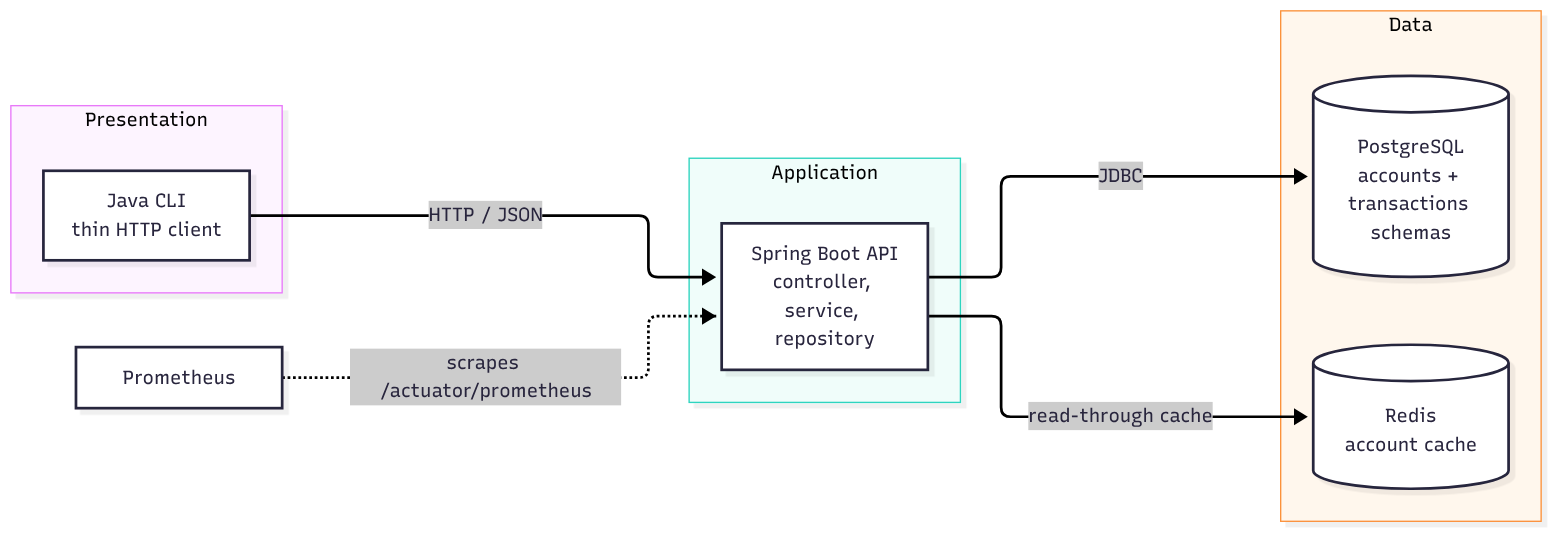 Presentation
Java CLI
thin HTTP client
HTTP / JSON
Prometheus
scrapes
/actuator/prometheus
Application
Spring Boot API
controller,
service,
repository
JDBC
read-through cache
Data
PostgreSQL
accounts +
transactions
schemas
Redis
account cache